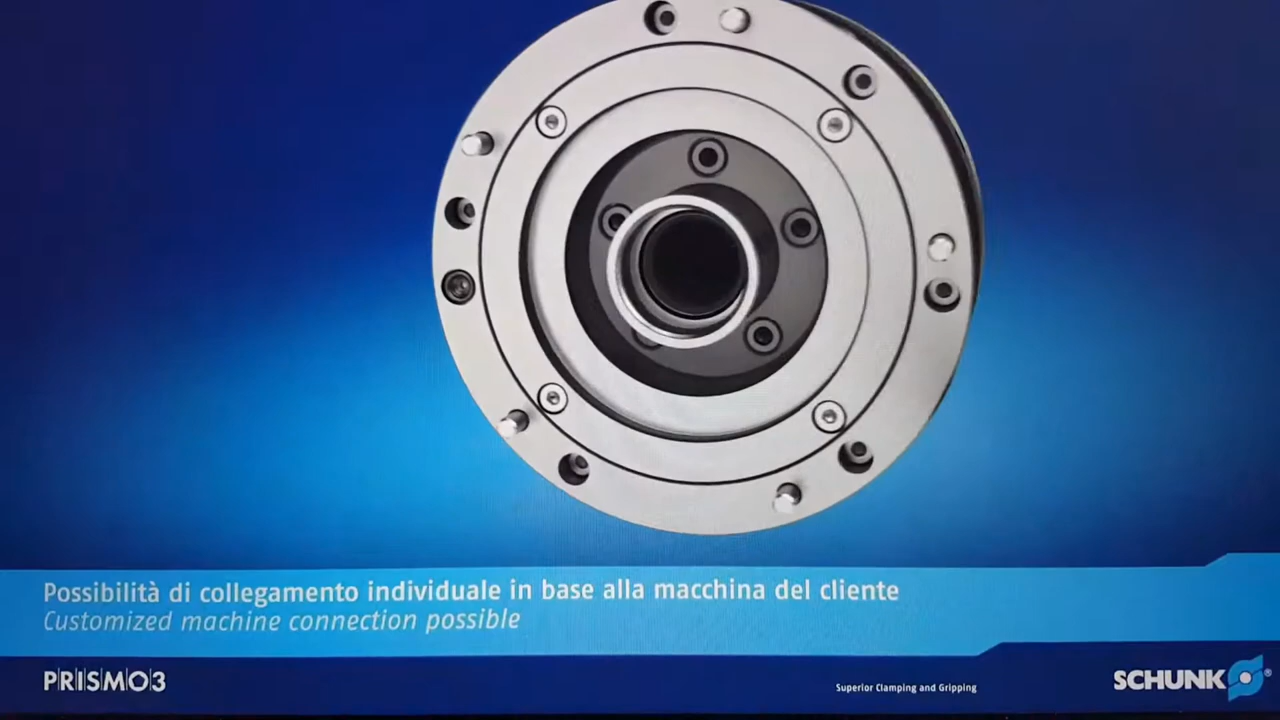 Possibilità di collegamento individuale in base alla macchina del cliente
Customized machine connection possible
PRISMO3
Superior Clamping and Gripping
SCHUNK®